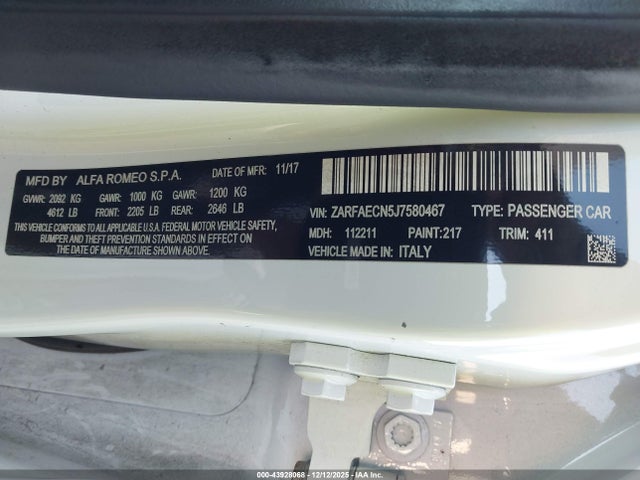 MFD BY ALFA ROMEO S.P.A. DATE OF MFR: 11/17
GVWR: 2092 KG GAWR: 1000 KG GAWR: 1200 KG
4612 LB FRONT: 2205 LB REAR: 2646 LB
THIS VEHICLE CONFORMS TO ALL APPLICABLE U.S.A. FEDERAL MOTOR VEHICLE SAFETY,
BUMPER AND THEFT PREVENTION STANDARDS IN EFFECT ON
THE DATE OF MANUFACTURE SHOWN ABOVE.
VIN: ZARFAECN5J7580467 TYPE: PASSENGER CAR
MDH: 112211 PAINT:217 TRIM: 411
VEHICLE MADE IN: ITALY
000-43928068 - 12/12/2025 - IAA Inc.